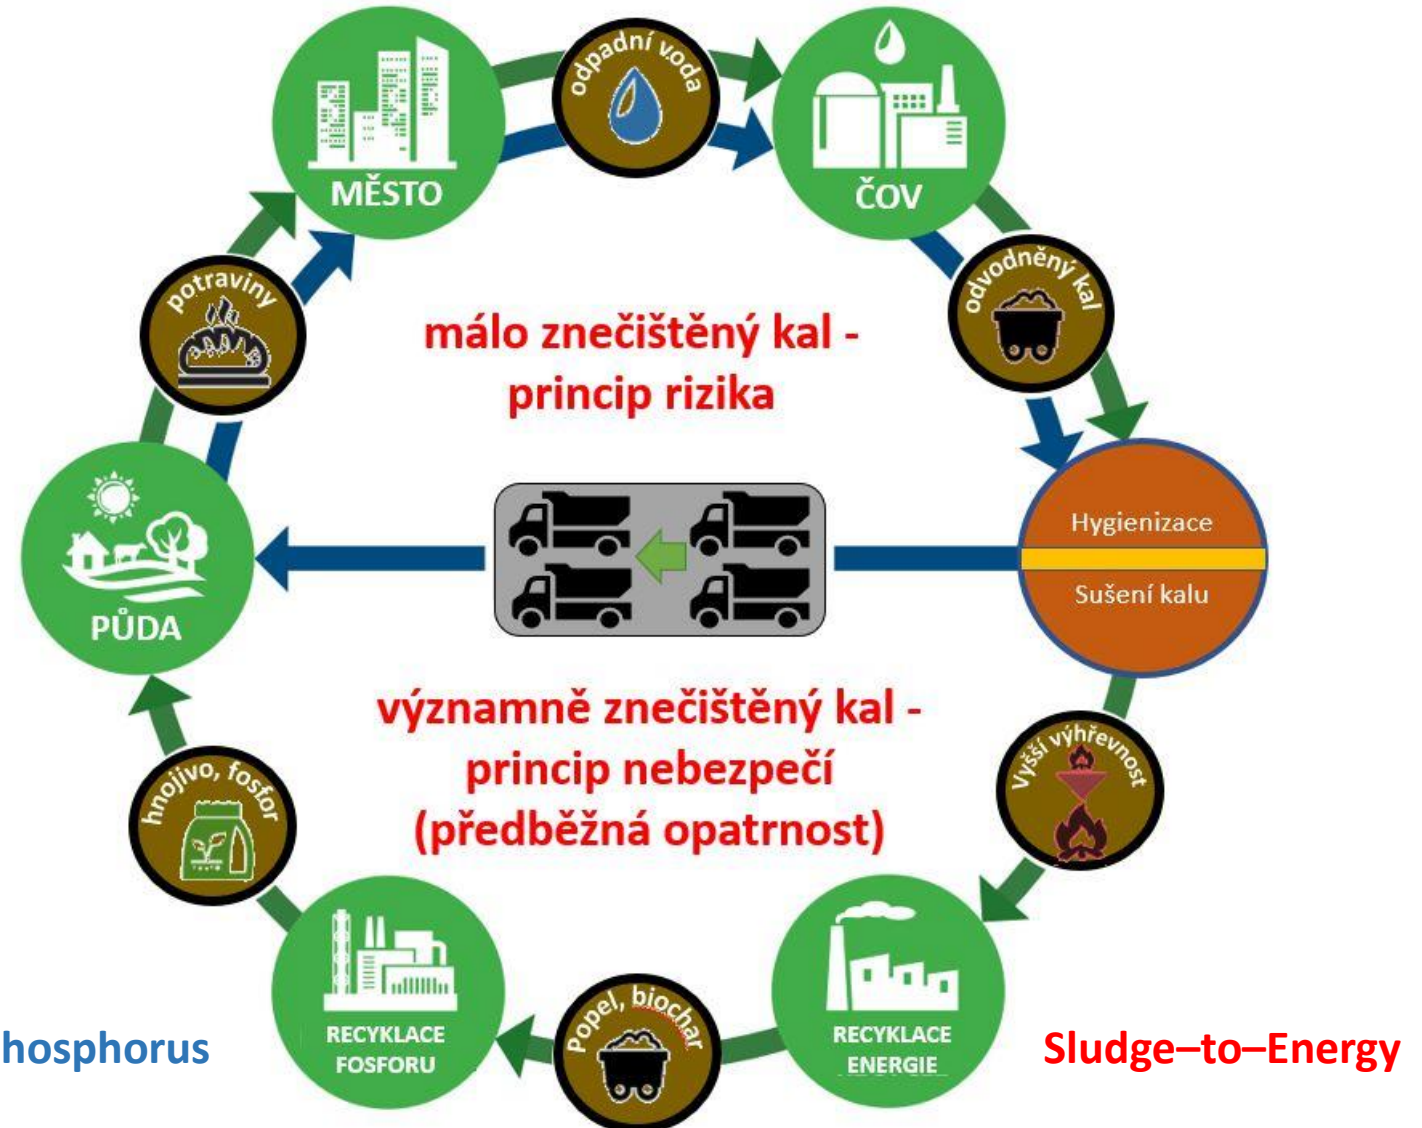 odpadní voda
MĚSTO
ČOV
potraviny
odvodněný kal
málo znečištěný kal -
princip rizika
Hygienizace
Sušení kalu
PŮDA
významně znečištěný kal -
princip nebezpečí
(předběžná opatrnost)
Vyšší výhřevnost
hnojivo, fosfor
RECYKLACE
FOSFORU
Popel, biochar
RECYKLACE
ENERGIE
hosphorus
Sludge–to–Energy